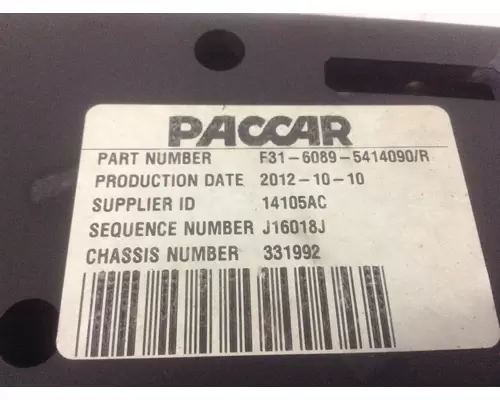 PACCAR
PART NUMBER F31-6089-5414090/R
PRODUCTION DATE 2012-10-10
SUPPLIER ID 14105AC
SEQUENCE NUMBER J16018J
CHASSIS NUMBER 331992